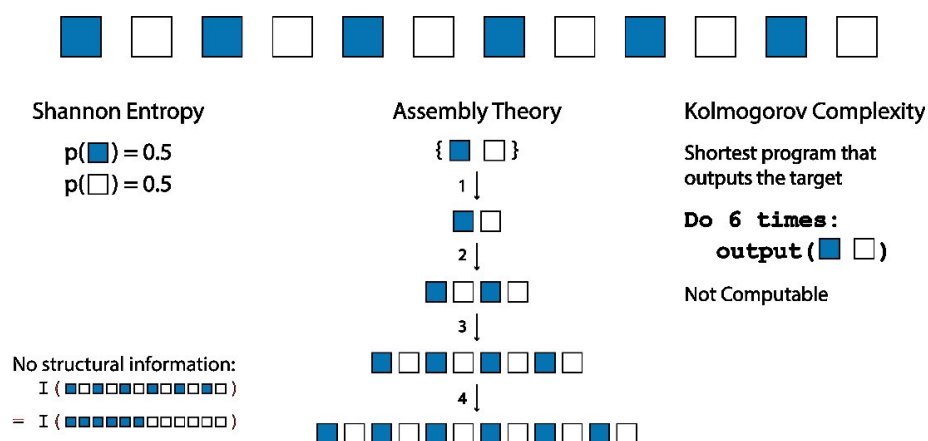 Shannon Entropy
p( ) = 0.5
p( ) = 0.5
No structural information:
I ( )
= I ( )
Assembly Theory
{ }
1
2
3
4
Kolmogorov Complexity
Shortest program that
outputs the target
Do 6 times:
output( )
Not Computable